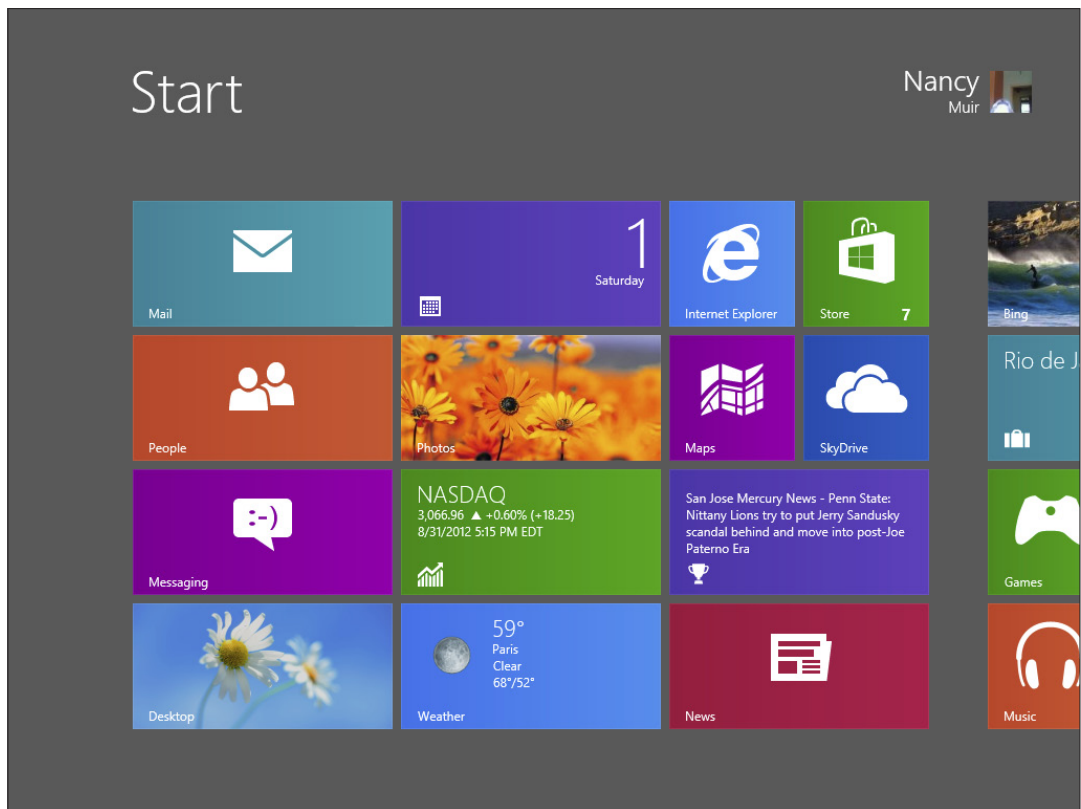 Start
Nancy
Muir
Mail
1
Saturday
Internet Explorer
Store
7
Bing
People
Photos
Maps
SkyDrive
Rio de J
Messaging
NASDAQ
3,066.96 ▲ +0.60% (+18.25)
8/31/2012 5:15 PM EDT
San Jose Mercury News - Penn State:
Nittany Lions try to put Jerry Sandusky
scandal behind and move into post-Joe
Paterno Era
:-)
Games
Desktop
59°
Paris
Clear
68°/52°
Weather
News
Music